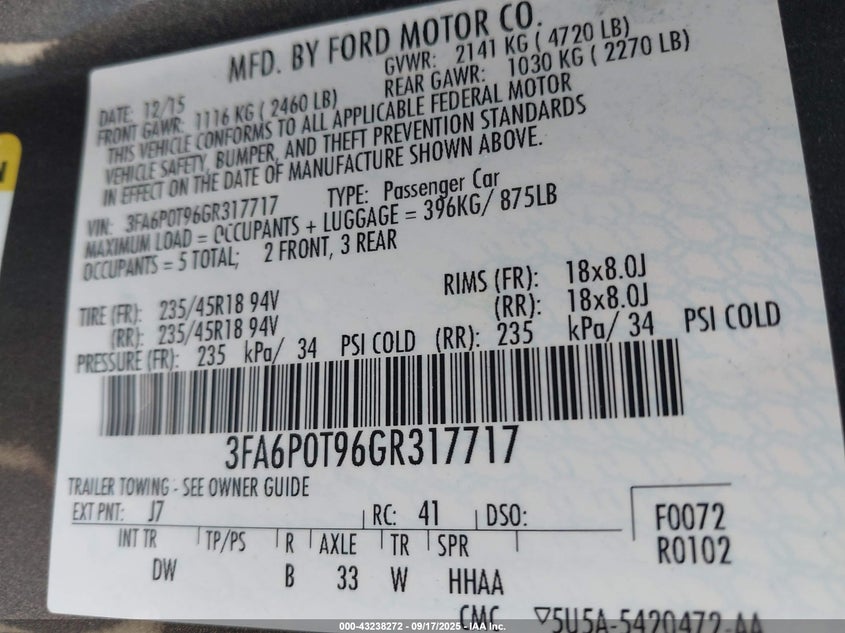 MFD. BY FORD MOTOR CO.
DATE: 12/15 GVWR: 2141 KG ( 4720 LB)
FRONT GAWR: 1116 KG ( 2460 LB) REAR GAWR: 1030 KG ( 2270 LB)
THIS VEHICLE CONFORMS TO ALL APPLICABLE FEDERAL MOTOR
VEHICLE SAFETY, BUMPER, AND THEFT PREVENTION STANDARDS
IN EFFECT ON THE DATE OF MANUFACTURE SHOWN ABOVE.
VIN: 3FA6P0T96GR317717 TYPE: Passenger Car
MAXIMUM LOAD = OCCUPANTS + LUGGAGE = 396KG/ 875LB
OCCUPANTS = 5 TOTAL; 2 FRONT, 3 REAR
TIRE (FR): 235/45R18 94V RIMS (FR): 18x8.0J
(RR): 235/45R18 94V (RR): 18x8.0J
PRESSURE (FR): 235 kPa/ 34 PSI COLD (RR): 235 kPa/ 34 PSI COLD
3FA6P0T96GR317717
TRAILER TOWING - SEE OWNER GUIDE
EXT PNT: J7 RC: 41 DSO: F0072
INT TR TP/PS R AXLE TR SPR R0102
DW B 33 W HHAA
CMC ▽5U5A-5420472-AA
000-43238272 - 09/17/2025 - IAA Inc.